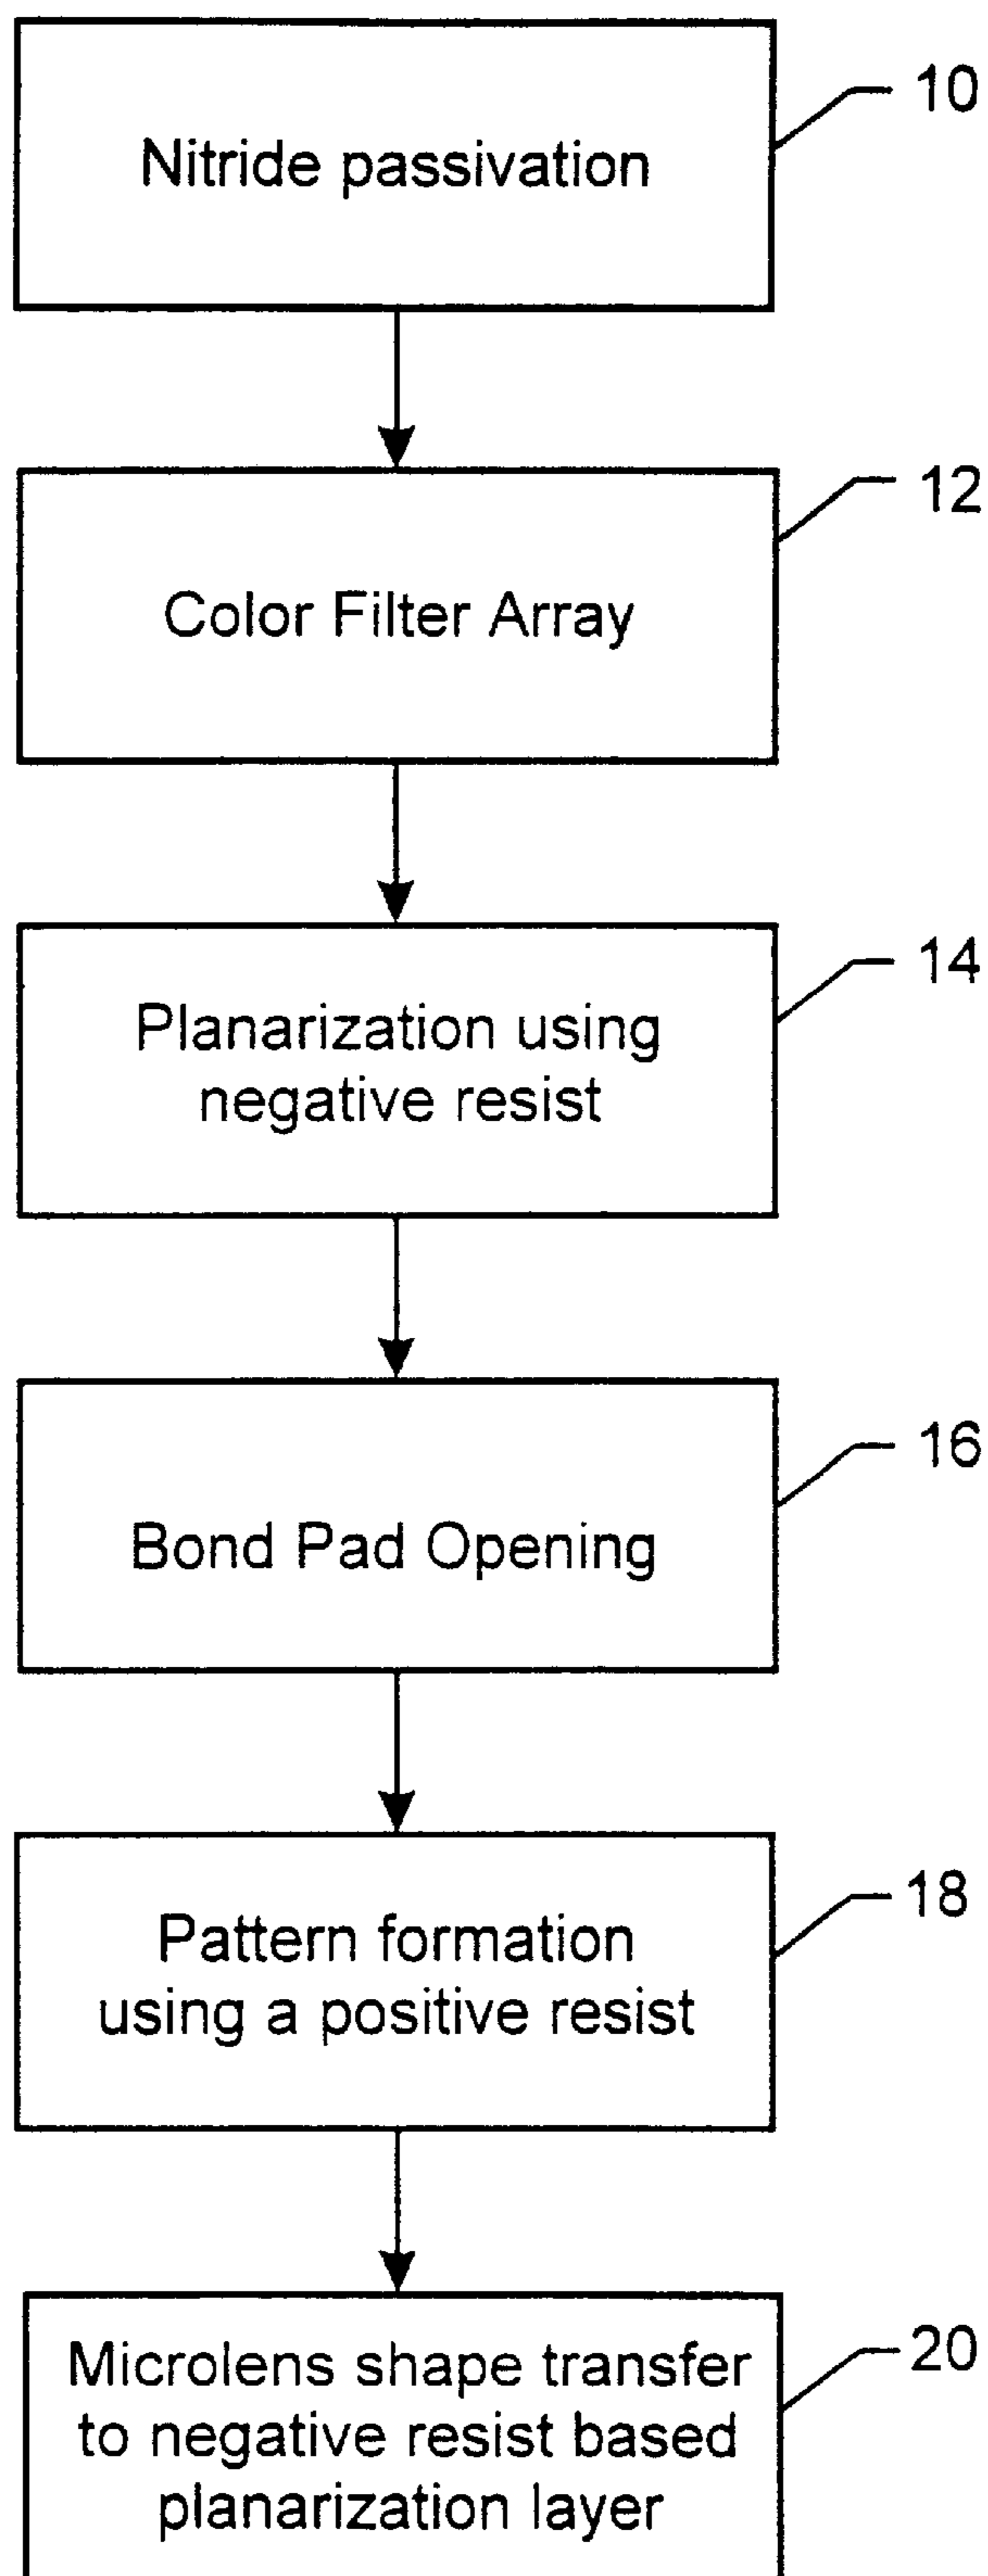 Nitride passivation
10
Color Filter Array
12
Planarization using
negative resist
14
Bond Pad Opening
16
Pattern formation
using a positive resist
18
Microlens shape transfer
to negative resist based
planarization layer
20